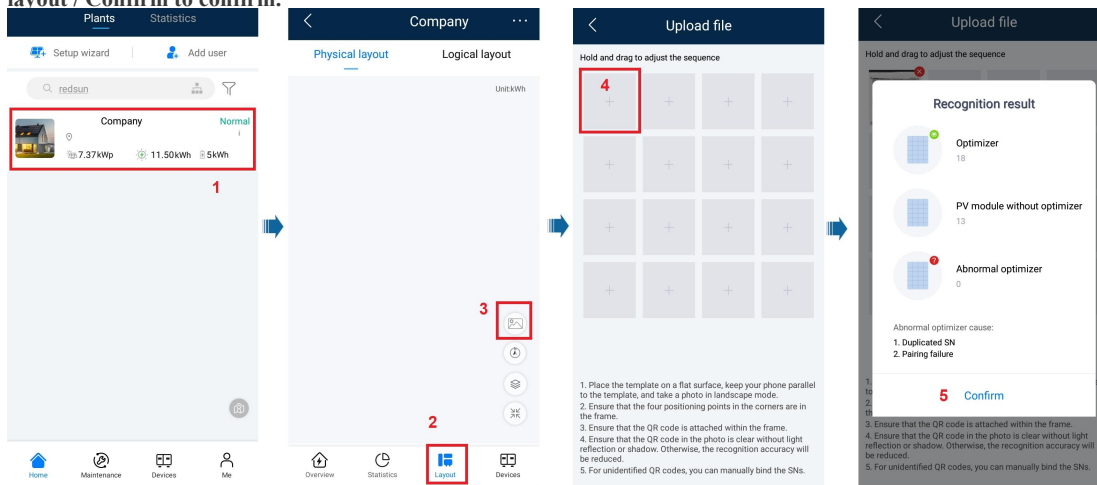 layout / Confirm to confirm:
Plants Statistics
Setup wizard Add user
redsun
Company Normal
7.37kWp 11.50kWh 5kWh
1
Home Maintenance Devices Me
Company
Physical layout Logical layout
Unit:kWh
3
2
Overview Statistics Layout Devices
Upload file
Hold and drag to adjust the sequence
4
1. Place the template on a flat surface, keep your phone parallel
to the template, and take a photo in landscape mode.
2. Ensure that the four positioning points in the corners are in
the frame.
3. Ensure that the QR code is attached within the frame.
4. Ensure that the QR code in the photo is clear without light
reflection or shadow. Otherwise, the recognition accuracy will
be reduced.
5. For unidentified QR codes, you can manually bind the SNs.
Upload file
Hold and drag to adjust the sequence
Recognition result
Optimizer
18
PV module without optimizer
13
Abnormal optimizer
0
Abnormal optimizer cause:
1. Duplicated SN
2. Pairing failure
5 Confirm
1.
to
2.
th
3. Ensure that the QR code is attached within the frame.
4. Ensure that the QR code in the photo is clear without light
reflection or shadow. Otherwise, the recognition accuracy will
be reduced.
5. For unidentified QR codes, you can manually bind the SNs.